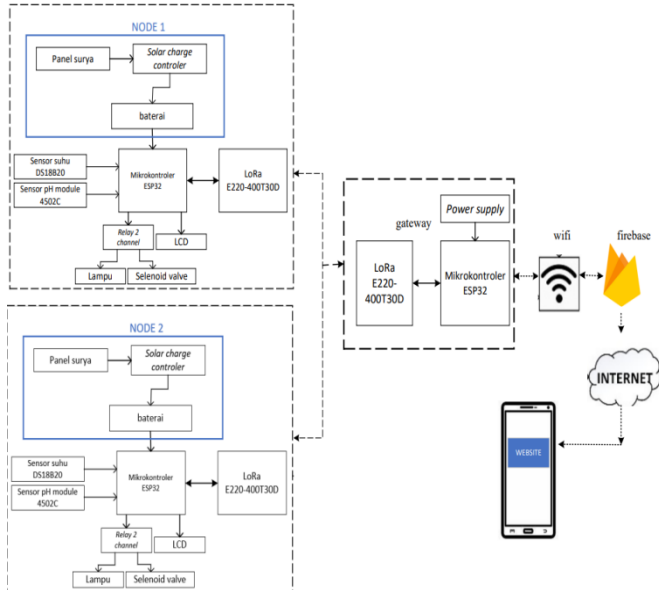 NODE 1
Panel surya
Solar charge
controler
baterai
Sensor suhu
DS18B20
Sensor pH module
4502C
Mikrokontroler
ESP32
LoRa
E220-400T30D
Relay 2
channel
LCD
Lampu
Selenoid valve
NODE 2
Panel surya
Solar charge
controler
baterai
Sensor suhu
DS18B20
Sensor pH module
4502C
Mikrokontroler
ESP32
LoRa
E220-400T30D
Relay 2
channel
LCD
Lampu
Selenoid valve
gateway
Power supply
LoRa
E220-
400T30D
Mikrokontroler
ESP32
wifi
firebase
INTERNET
WEBSITE